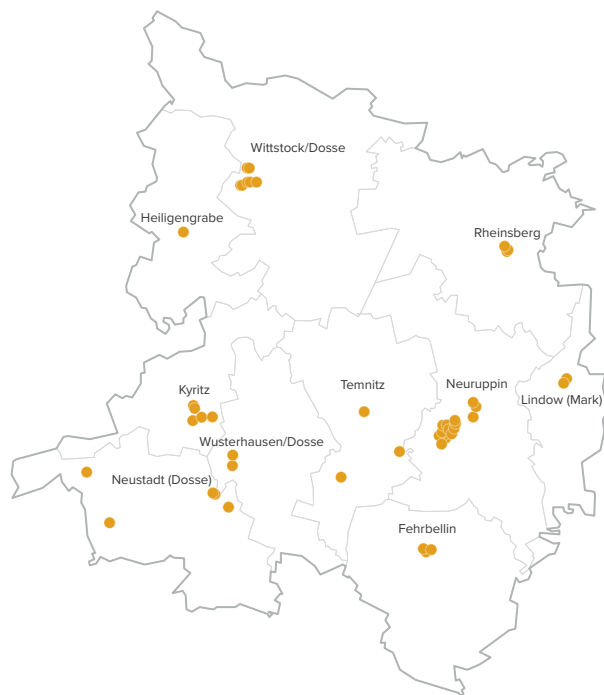 Wittstock/Dosse
Heiligengrabe
Rheinsberg
Kyritz
Temnitz
Neuruppin
Lindow (Mark)
Wusterhausen/Dosse
Neustadt (Dosse)
Fehrbellin